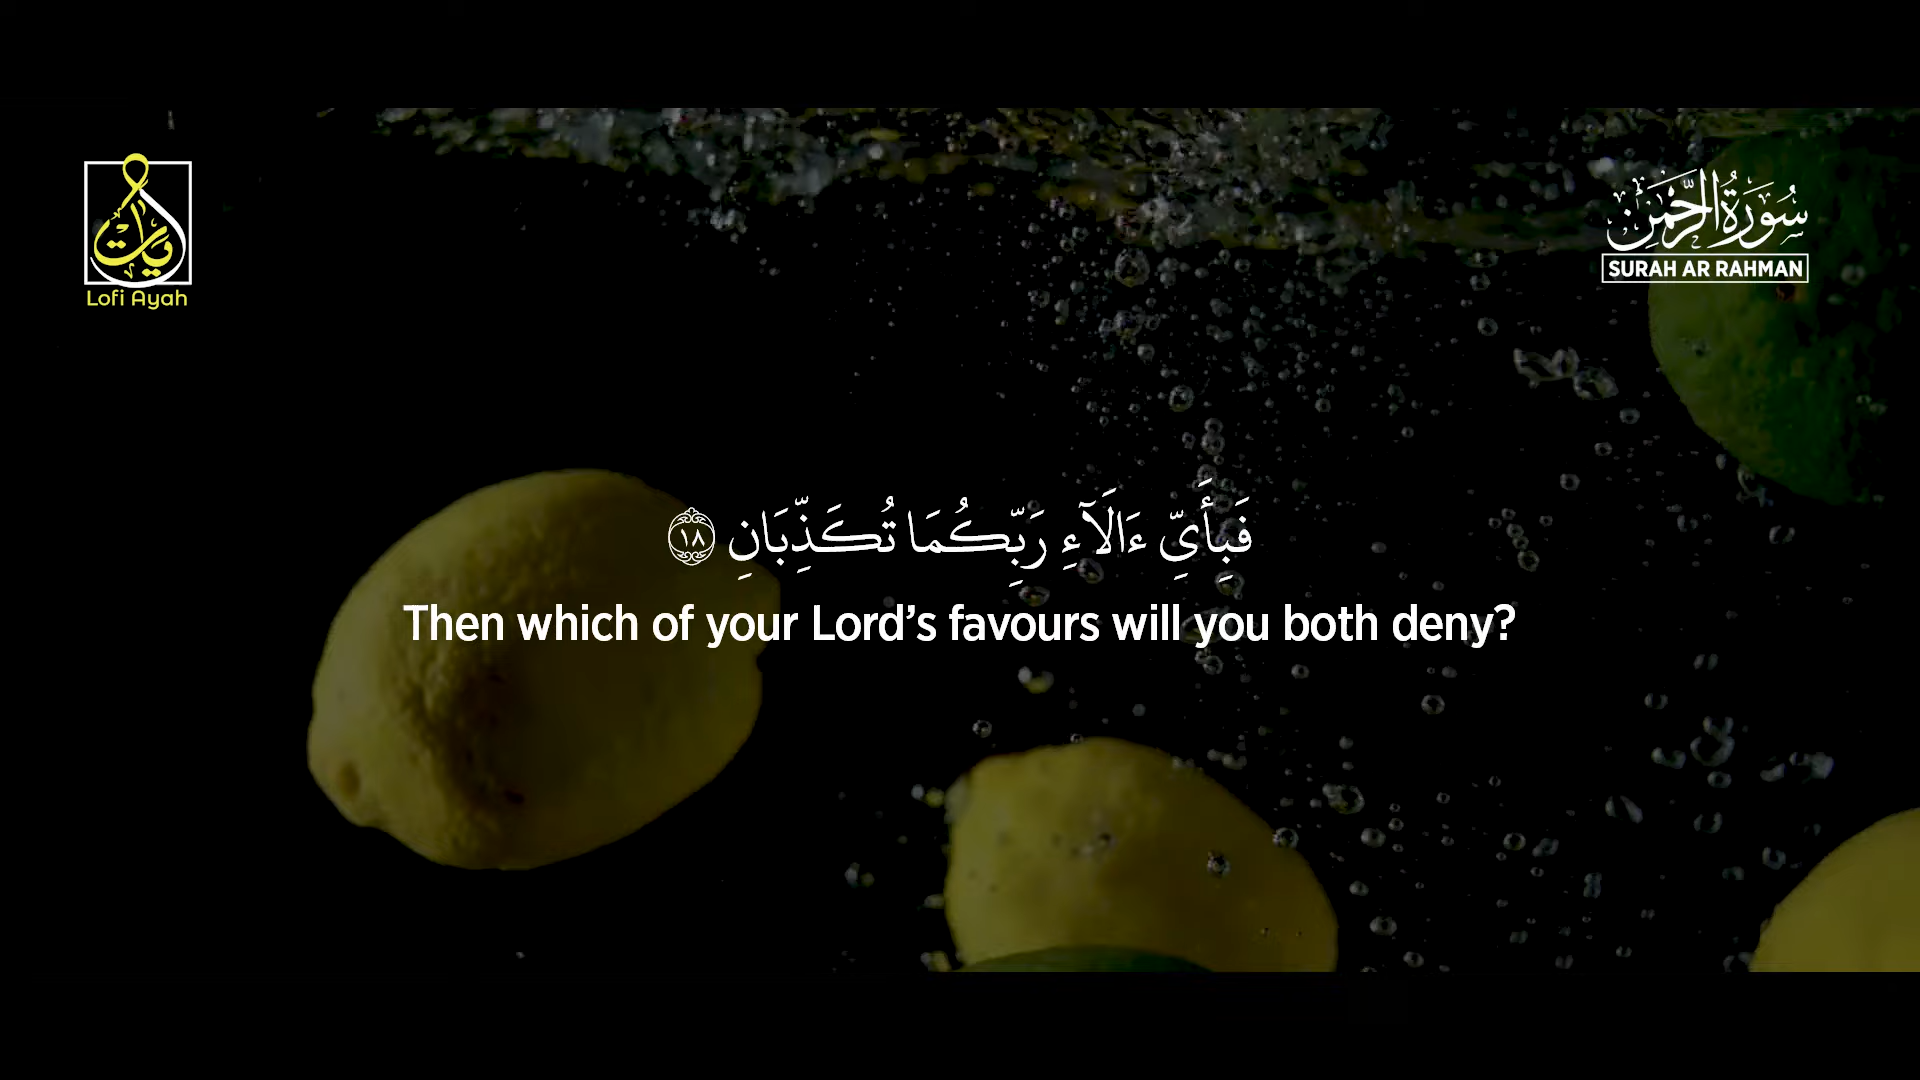 آيات
Lofi Ayah
سُورَةُ الرَّحْمَن
SURAH AR RAHMAN
فَبِأَيِّ ءَالَآءِ رَبِّكُمَا تُكَذِّبَانِ ١٨
Then which of your Lord’s favours will you both deny?